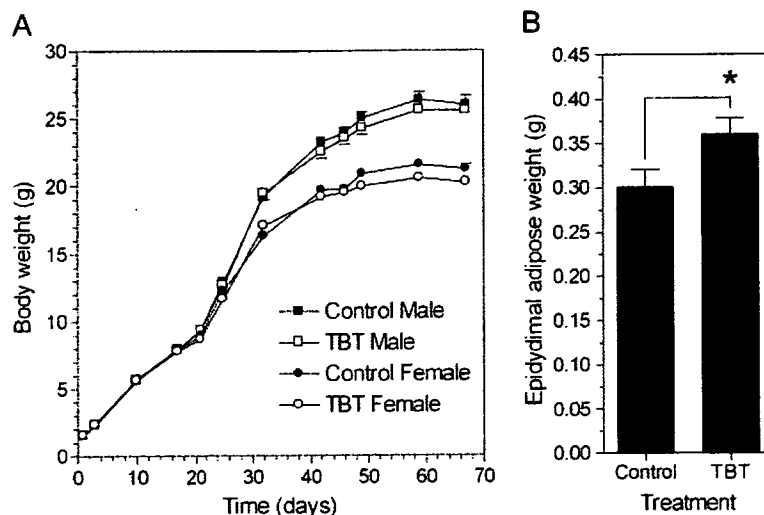 A
Body weight (g)
30
25
20
15
10
5
0
0 10 20 30 40 50 60 70
Time (days)
Control Male
TBT Male
Control Female
TBT Female
B
Epidydimal adipose weight (g)
0.45
0.40
0.35
0.30
0.25
0.20
0.15
0.10
0.05
0.00
*
Control TBT
Treatment